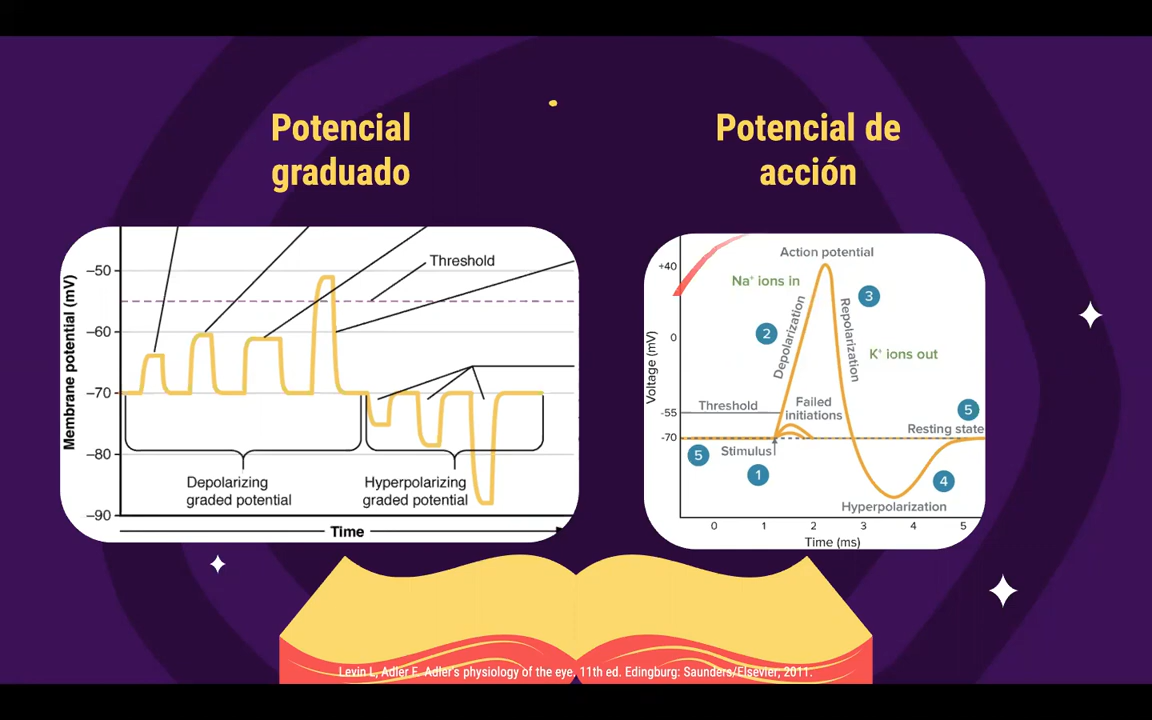 Potencial
graduado
Potencial de
acción
Membrane potential (mV)
–50
–60
–70
–80
–90
Threshold
Depolarizing
graded potential
Hyperpolarizing
graded potential
Time
Voltage (mV)
+40
0
-55
-70
Action potential
Na+ ions in
Depolarization
Repolarization
K+ ions out
2
3
Threshold
Failed
initiations
5
Resting state
5
Stimulus
1
4
Hyperpolarization
0 1 2 3 4 5
Time (ms)
Levin L, Adler F. Adler's physiology of the eye. 11th ed. Edingburg: Saunders/Elsevier, 2011.